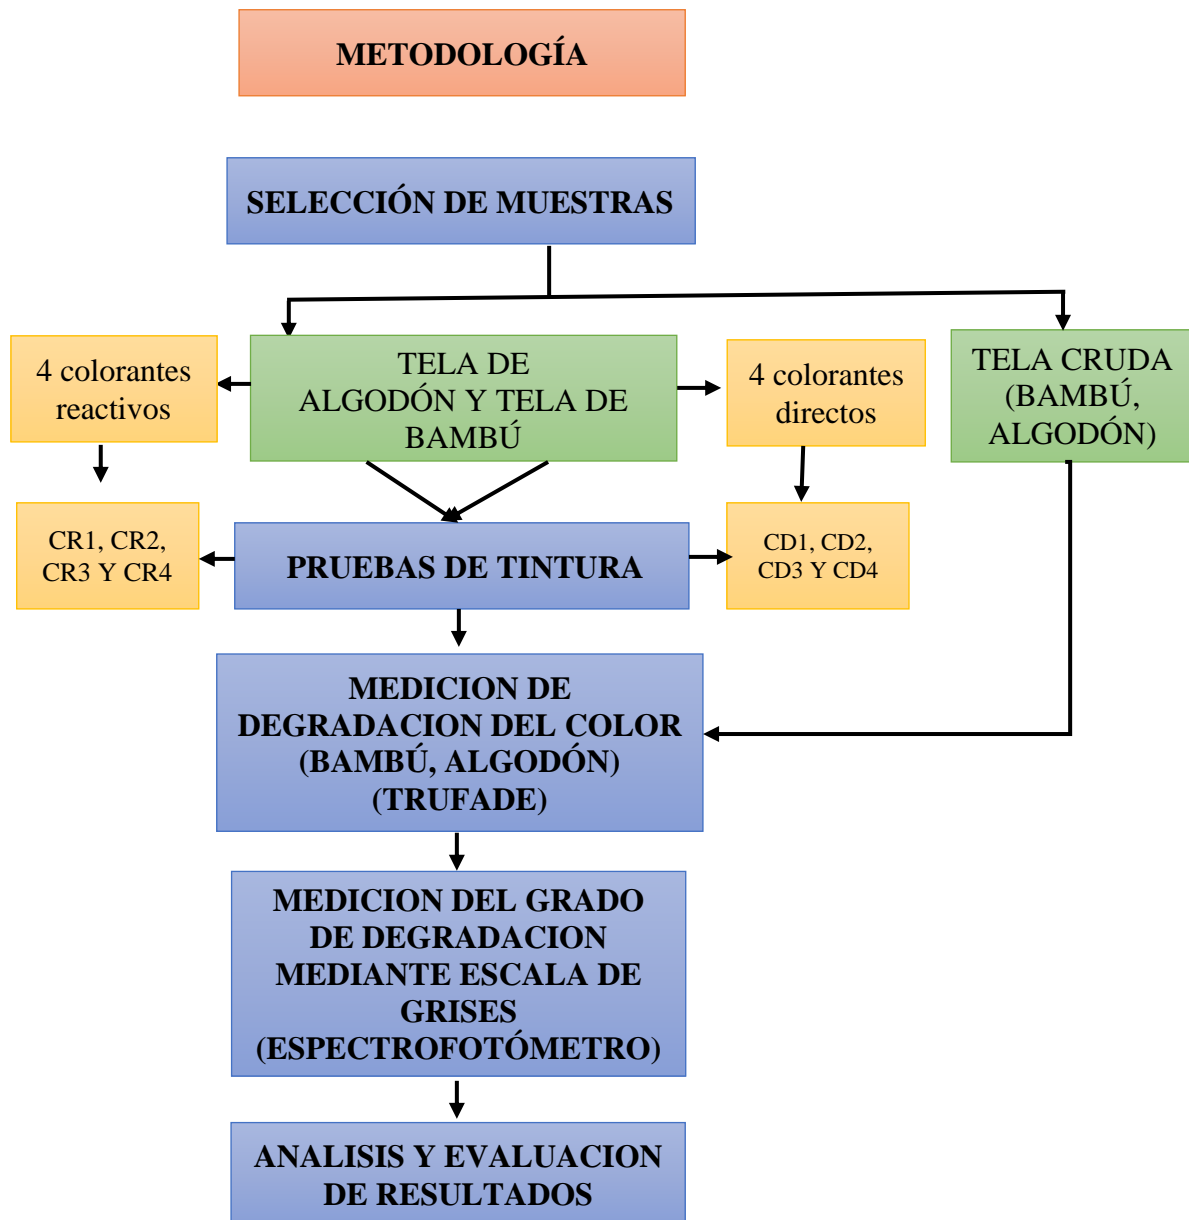 METODOLOGÍA
SELECCIÓN DE MUESTRAS
4 colorantes
reactivos
TELA DE
ALGODÓN Y TELA DE
BAMBÚ
4 colorantes
directos
TELA CRUDA
(BAMBÚ,
ALGODÓN)
CR1, CR2,
CR3 Y CR4
PRUEBAS DE TINTURA
CD1, CD2,
CD3 Y CD4
MEDICION DE
DEGRADACION DEL COLOR
(BAMBÚ, ALGODÓN)
(TRUFADE)
MEDICION DEL GRADO
DE DEGRADACION
MEDIANTE ESCALA DE
GRISES
(ESPECTROFOTÓMETRO)
ANALISIS Y EVALUACION
DE RESULTADOS